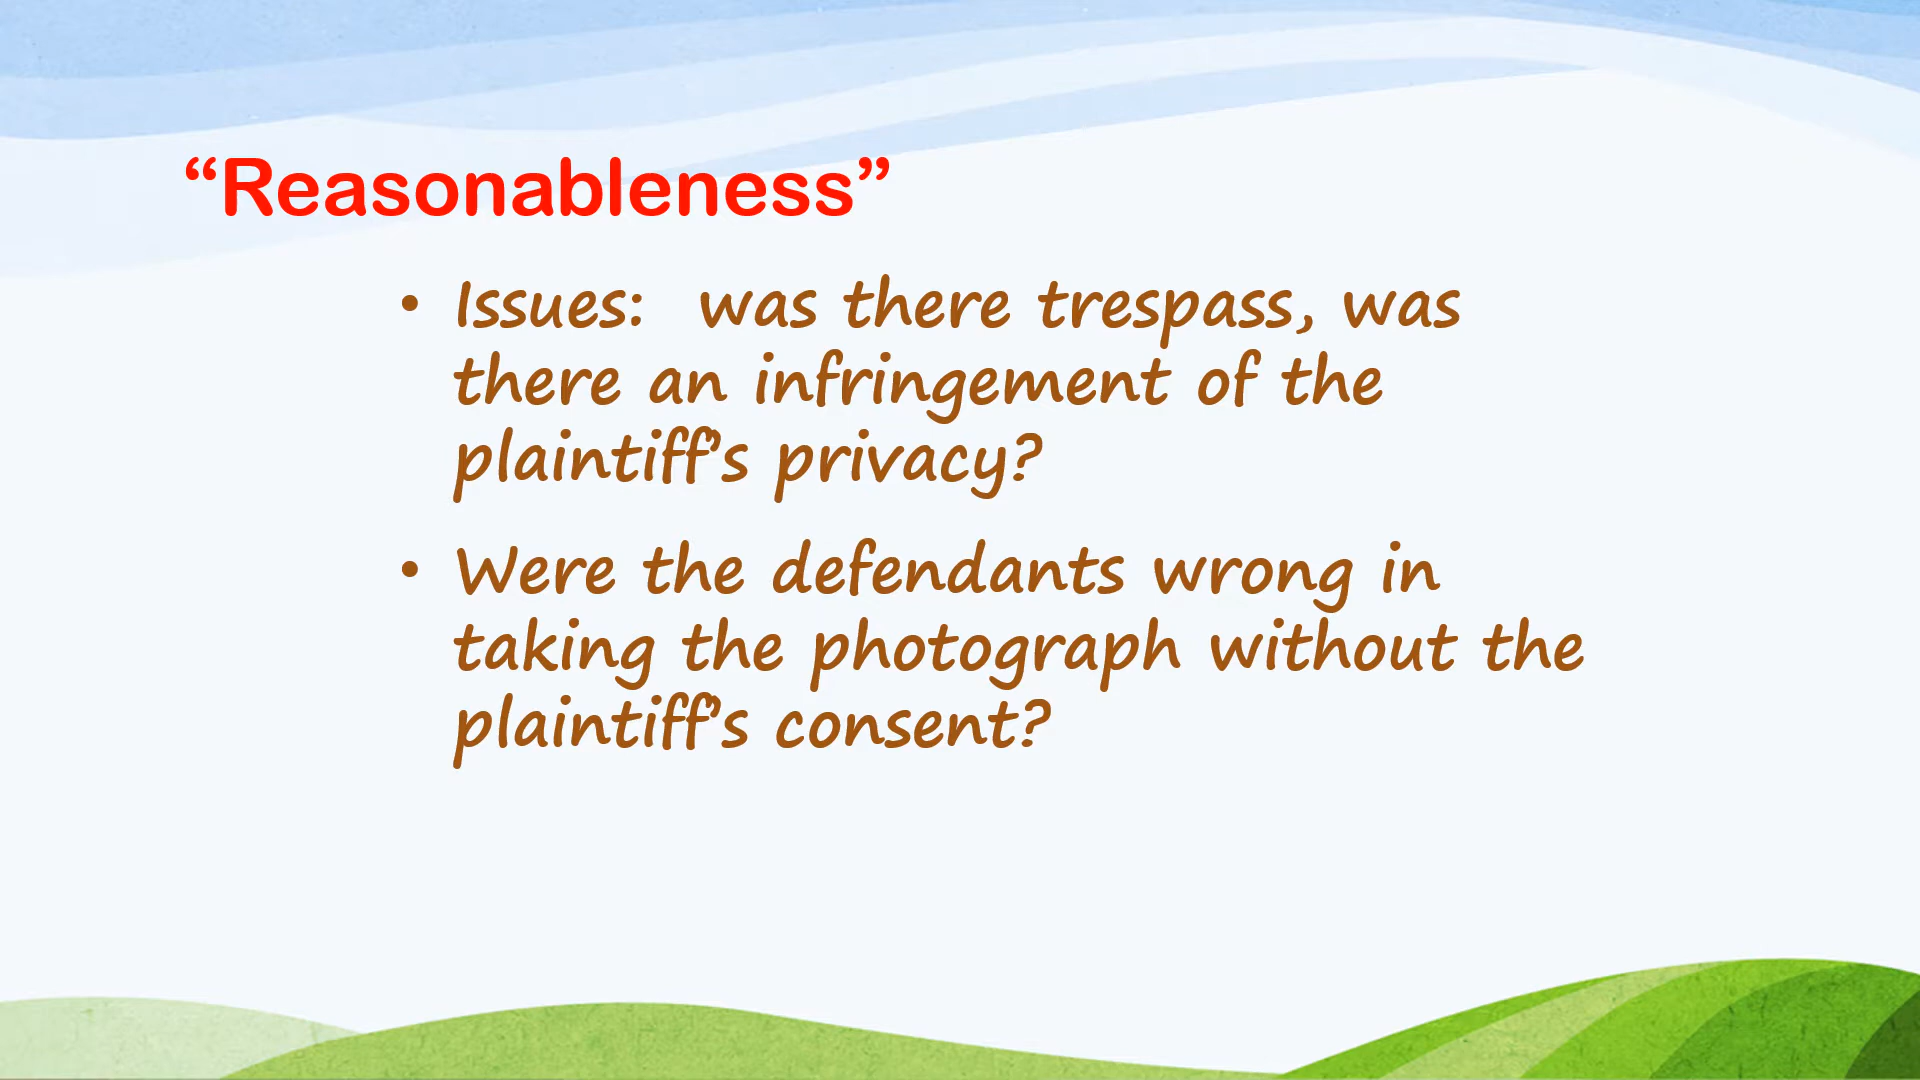 “Reasonableness”
• Issues:  was there trespass, was
there an infringement of the
plaintiff’s privacy?
• Were the defendants wrong in
taking the photograph without the
plaintiff’s consent?